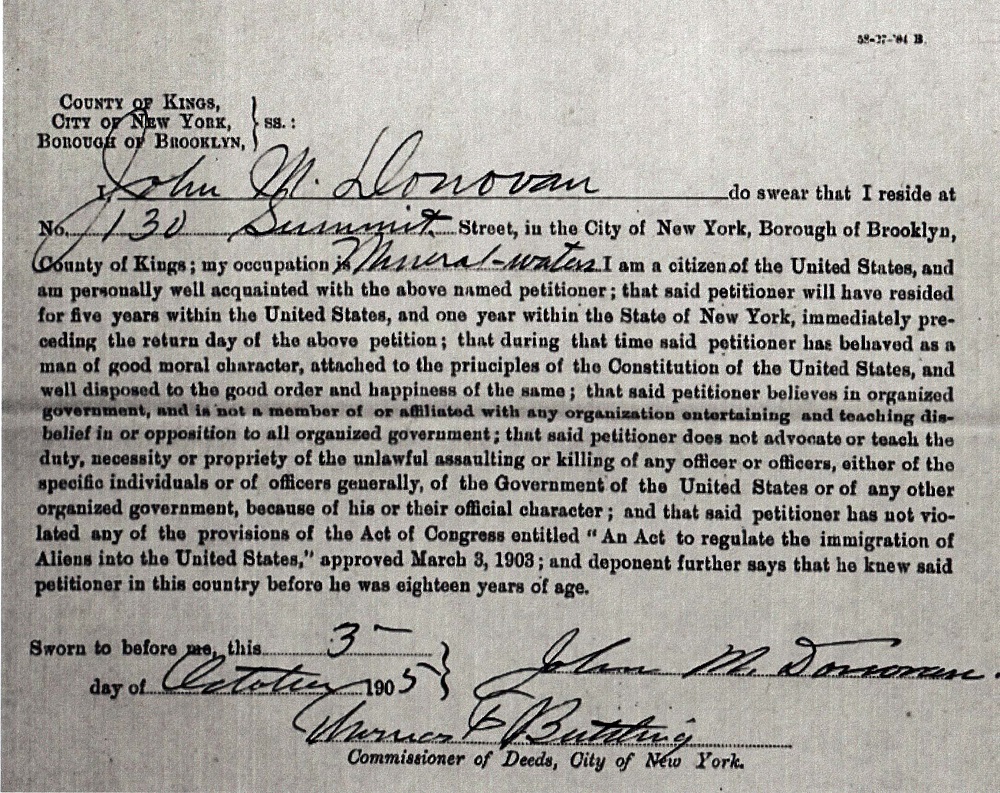 58-27-'04 B.
COUNTY OF KINGS,
CITY OF NEW YORK, } ss.:
BOROUGH OF BROOKLYN,
I, John M. Donovan do swear that I reside at
No. 130 Summit Street, in the City of New York, Borough of Brooklyn,
County of Kings; my occupation is Mineral-waters I am a citizen of the United States, and
am personally well acquainted with the above named petitioner; that said petitioner will have resided
for five years within the United States, and one year within the State of New York, immediately pre-
ceding the return day of the above petition; that during that time said petitioner has behaved as a
man of good moral character, attached to the principles of the Constitution of the United States, and
well disposed to the good order and happiness of the same; that said petitioner believes in organized
government, and is not a member of or affiliated with any organization entertaining and teaching dis-
belief in or opposition to all organized government; that said petitioner does not advocate or teach the
duty, necessity or propriety of the unlawful assaulting or killing of any officer or officers, either of the
specific individuals or of officers generally, of the Government of the United States or of any other
organized government, because of his or their official character; and that said petitioner has not vio-
lated any of the provisions of the Act of Congress entitled "An Act to regulate the immigration of
Aliens into the United States," approved March 3, 1903; and deponent further says that he knew said
petitioner in this country before he was eighteen years of age.
Sworn to before me, this 3
day of October 1905 } John M. Donovan.
Commissioner of Deeds, City of New York.